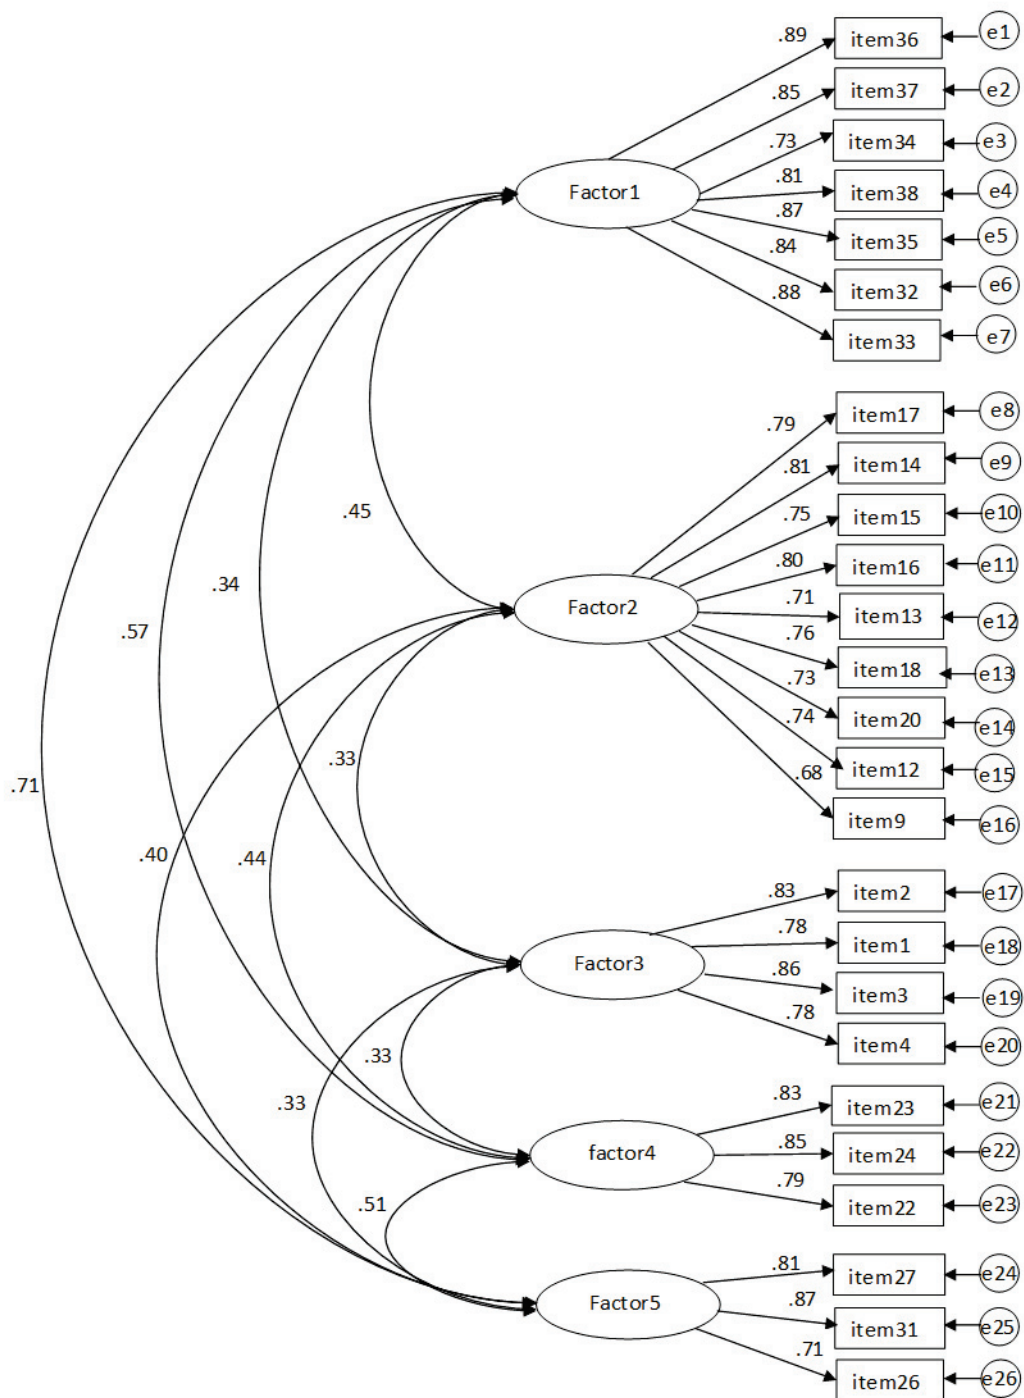 .89 item36 e1
.85 item37 e2
.73 item34 e3
Factor1 .81 item38 e4
.87 item35 e5
.84 item32 e6
.88 item33 e7
.79 item17 e8
.81 item14 e9
.45 .75 item15 e10
.80 item16 e11
.34 Factor2 .71 item13 e12
.57 .76 item18 e13
.73 item20 e14
.33 .74 item12 e15
.71 .68 item9 e16
.40 .44 .83 item2 e17
.78 item1 e18
Factor3 .86 item3 e19
.78 item4 e20
.33
.33 .83 item23 e21
factor4 .85 item24 e22
.51 .79 item22 e23
.81 item27 e24
Factor5 .87 item31 e25
.71 item26 e26